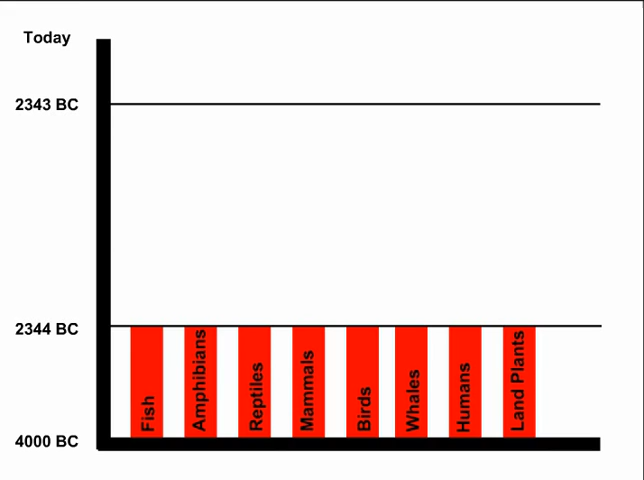 Today
2343 BC
2344 BC
4000 BC
Fish
Amphibians
Reptiles
Mammals
Birds
Whales
Humans
Land Plants